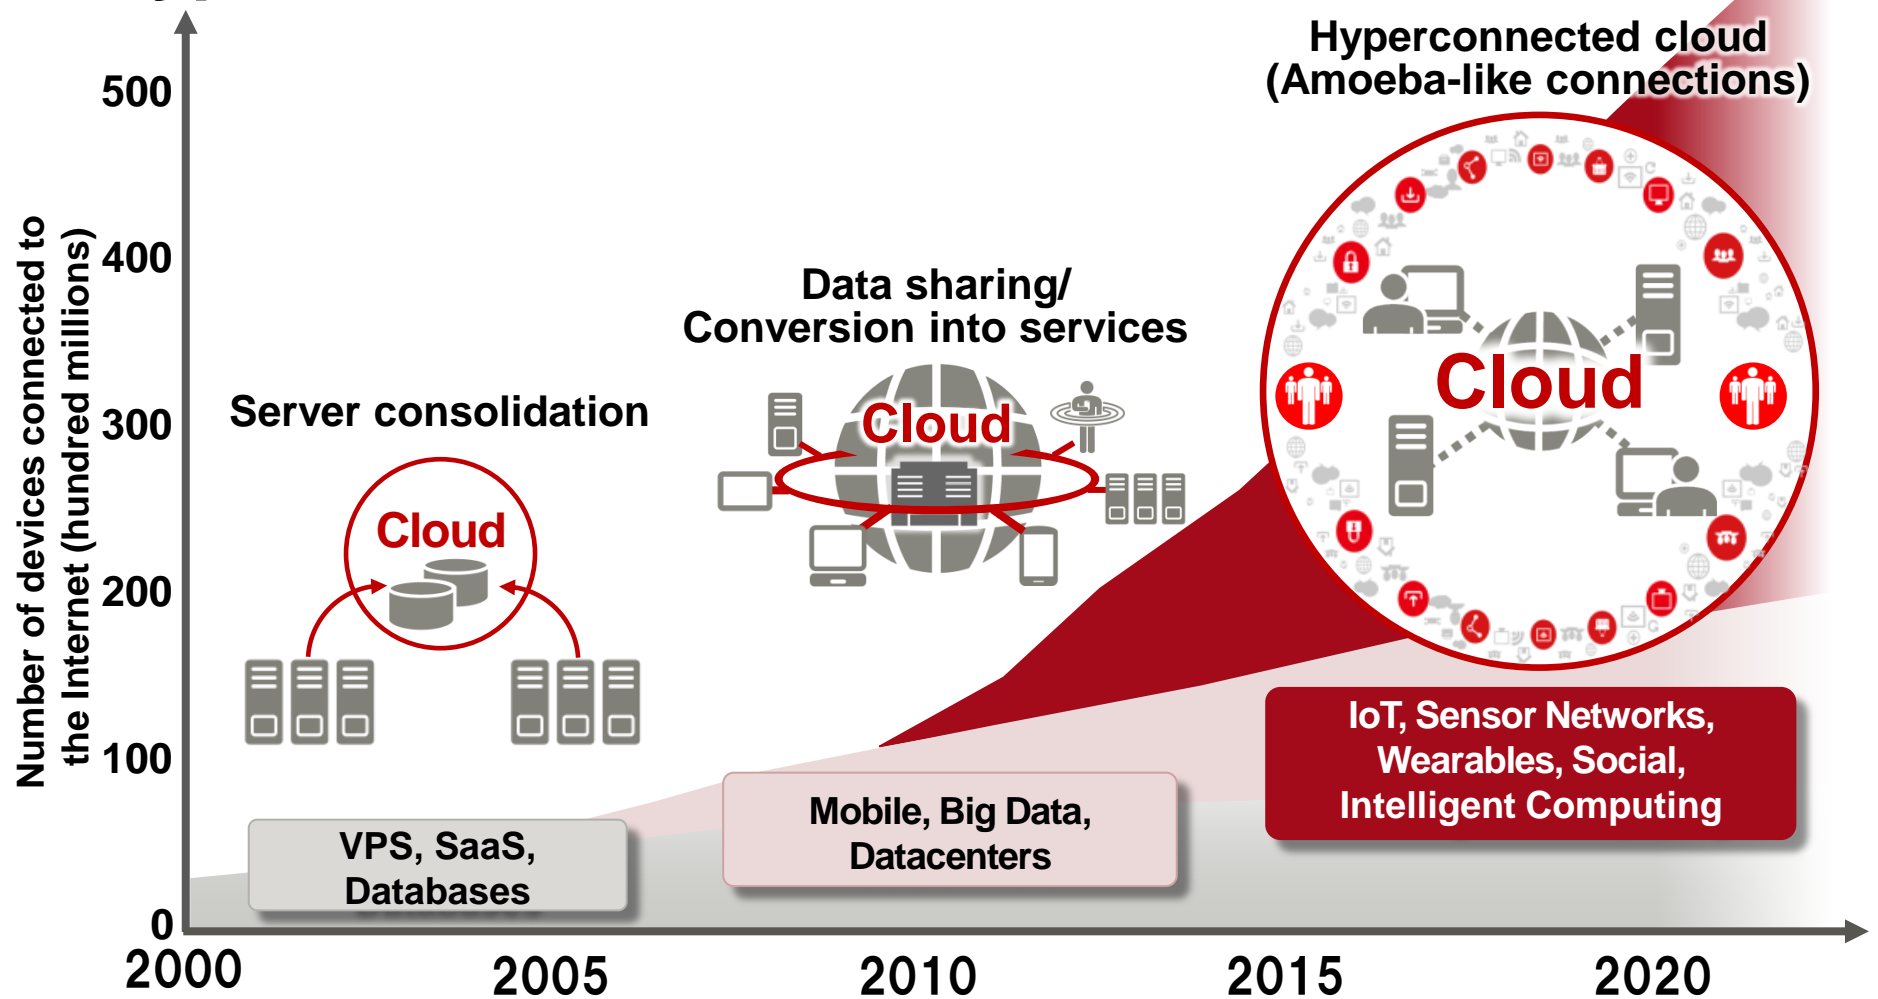 Hyperconnected cloud
(Amoeba-like connections)
500
400
300
200
100
0
Number of devices connected to
the Internet (hundred millions)
Data sharing/
Conversion into services
Server consolidation
Cloud
Cloud
Cloud
VPS, SaaS,
Databases
Mobile, Big Data,
Datacenters
IoT, Sensor Networks,
Wearables, Social,
Intelligent Computing
2000
2005
2010
2015
2020